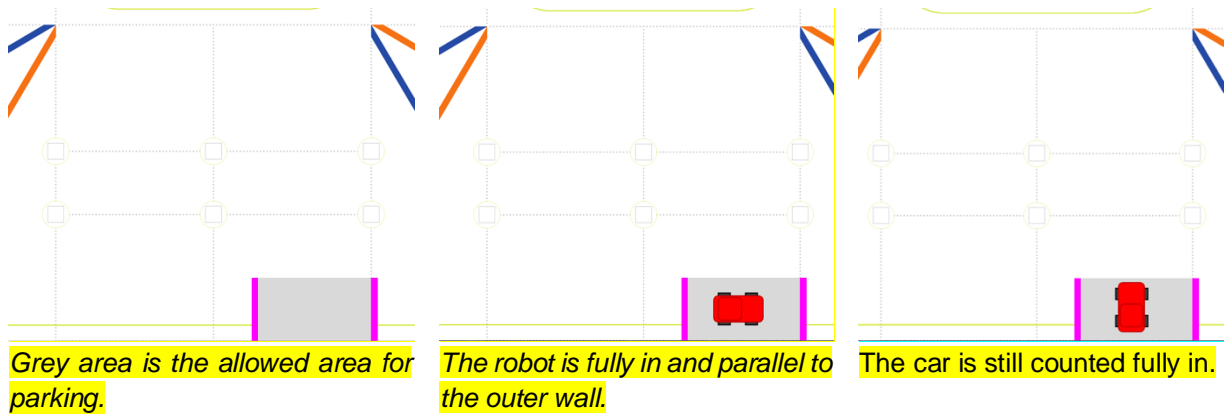 Grey area is the allowed area for
parking.
The robot is fully in and parallel to
the outer wall.
The car is still counted fully in.